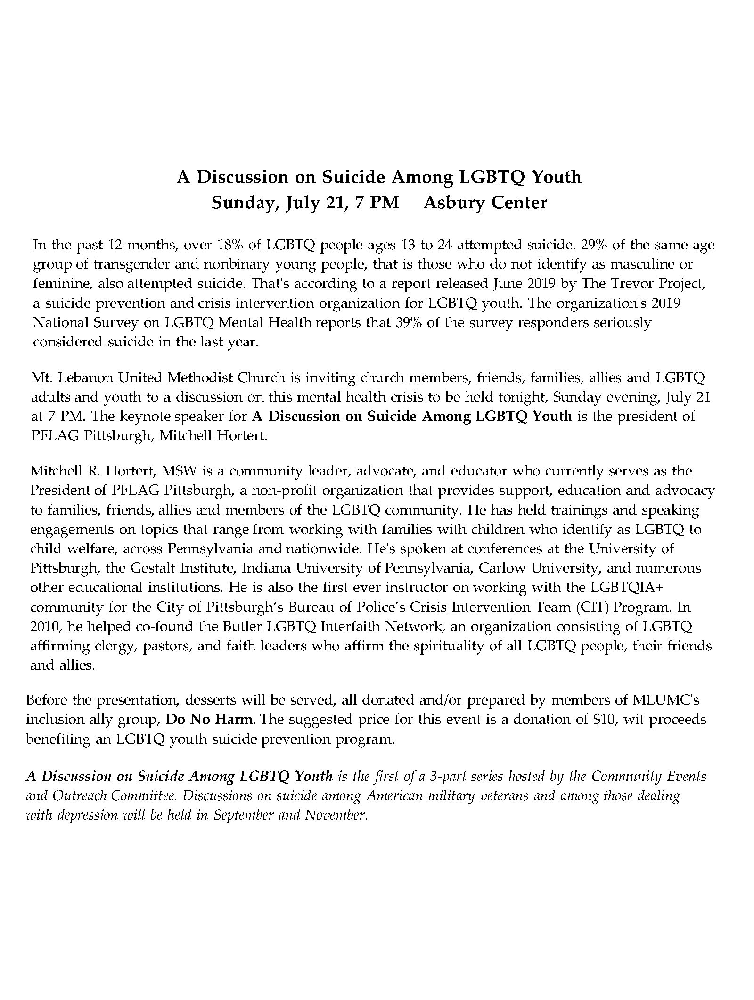 A Discussion on Suicide Among LGBTQ Youth
Sunday, July 21, 7 PM Asbury Center
In the past 12 months, over 18% of LGBTQ people ages 13 to 24 attempted suicide. 29% of the same age
group of transgender and nonbinary young people, that is those who do not identify as masculine or
feminine, also attempted suicide. That's according to a report released June 2019 by The Trevor Project,
a suicide prevention and crisis intervention organization for LGBTQ youth. The organization's 2019
National Survey on LGBTQ Mental Health reports that 39% of the survey responders seriously
considered suicide in the last year.
Mt. Lebanon United Methodist Church is inviting church members, friends, families, allies and LGBTQ
adults and youth to a discussion on this mental health crisis to be held tonight, Sunday evening, July 21
at 7 PM. The keynote speaker for A Discussion on Suicide Among LGBTQ Youth is the president of
PFLAG Pittsburgh, Mitchell Hortert.
Mitchell R. Hortert, MSW is a community leader, advocate, and educator who currently serves as the
President of PFLAG Pittsburgh, a non-profit organization that provides support, education and advocacy
to families, friends, allies and members of the LGBTQ community. He has held trainings and speaking
engagements on topics that range from working with families with children who identify as LGBTQ to
child welfare, across Pennsylvania and nationwide. He's spoken at conferences at the University of
Pittsburgh, the Gestalt Institute, Indiana University of Pennsylvania, Carlow University, and numerous
other educational institutions. He is also the first ever instructor on working with the LGBTQIA+
community for the City of Pittsburgh’s Bureau of Police’s Crisis Intervention Team (CIT) Program. In
2010, he helped co-found the Butler LGBTQ Interfaith Network, an organization consisting of LGBTQ
affirming clergy, pastors, and faith leaders who affirm the spirituality of all LGBTQ people, their friends
and allies.
Before the presentation, desserts will be served, all donated and/or prepared by members of MLUMC's
inclusion ally group, Do No Harm. The suggested price for this event is a donation of $10, wit proceeds
benefiting an LGBTQ youth suicide prevention program.
A Discussion on Suicide Among LGBTQ Youth is the first of a 3-part series hosted by the Community Events
and Outreach Committee. Discussions on suicide among American military veterans and among those dealing
with depression will be held in September and November.